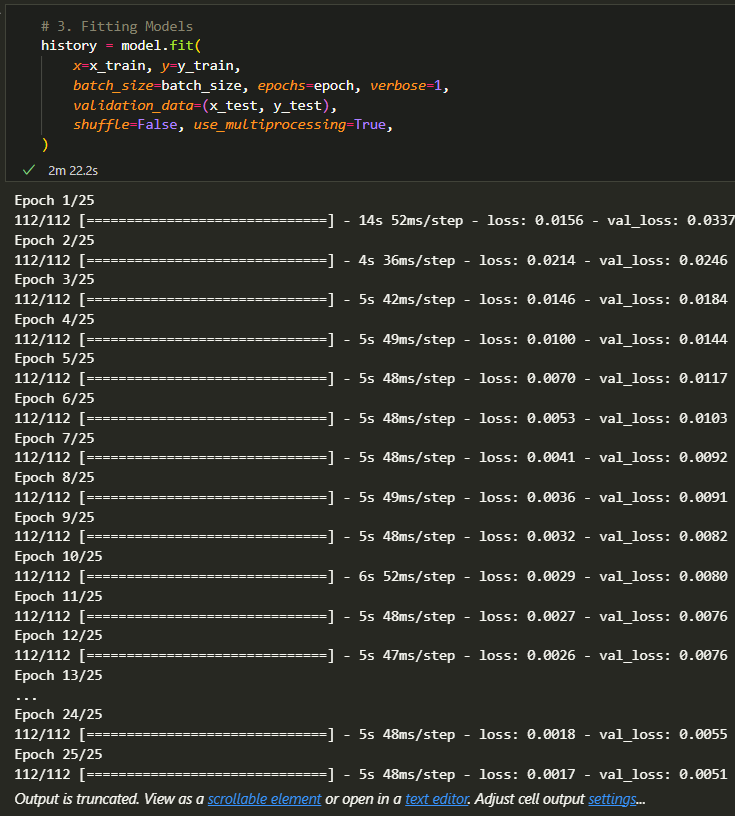 # 3. Fitting Models
history = model.fit(
    x=x_train, y=y_train,
    batch_size=batch_size, epochs=epoch, verbose=1,
    validation_data=(x_test, y_test),
    shuffle=False, use_multiprocessing=True,
)
✓ 2m 22.2s
Epoch 1/25
112/112 [==============================] - 14s 52ms/step - loss: 0.0156 - val_loss: 0.0337
Epoch 2/25
112/112 [==============================] - 4s 36ms/step - loss: 0.0214 - val_loss: 0.0246
Epoch 3/25
112/112 [==============================] - 5s 42ms/step - loss: 0.0146 - val_loss: 0.0184
Epoch 4/25
112/112 [==============================] - 5s 49ms/step - loss: 0.0100 - val_loss: 0.0144
Epoch 5/25
112/112 [==============================] - 5s 48ms/step - loss: 0.0070 - val_loss: 0.0117
Epoch 6/25
112/112 [==============================] - 5s 48ms/step - loss: 0.0053 - val_loss: 0.0103
Epoch 7/25
112/112 [==============================] - 5s 48ms/step - loss: 0.0041 - val_loss: 0.0092
Epoch 8/25
112/112 [==============================] - 5s 49ms/step - loss: 0.0036 - val_loss: 0.0091
Epoch 9/25
112/112 [==============================] - 5s 48ms/step - loss: 0.0032 - val_loss: 0.0082
Epoch 10/25
112/112 [==============================] - 6s 52ms/step - loss: 0.0029 - val_loss: 0.0080
Epoch 11/25
112/112 [==============================] - 5s 48ms/step - loss: 0.0027 - val_loss: 0.0076
Epoch 12/25
112/112 [==============================] - 5s 47ms/step - loss: 0.0026 - val_loss: 0.0076
Epoch 13/25
...
Epoch 24/25
112/112 [==============================] - 5s 48ms/step - loss: 0.0018 - val_loss: 0.0055
Epoch 25/25
112/112 [==============================] - 5s 48ms/step - loss: 0.0017 - val_loss: 0.0051
Output is truncated. View as a scrollable element or open in a text editor. Adjust cell output settings...